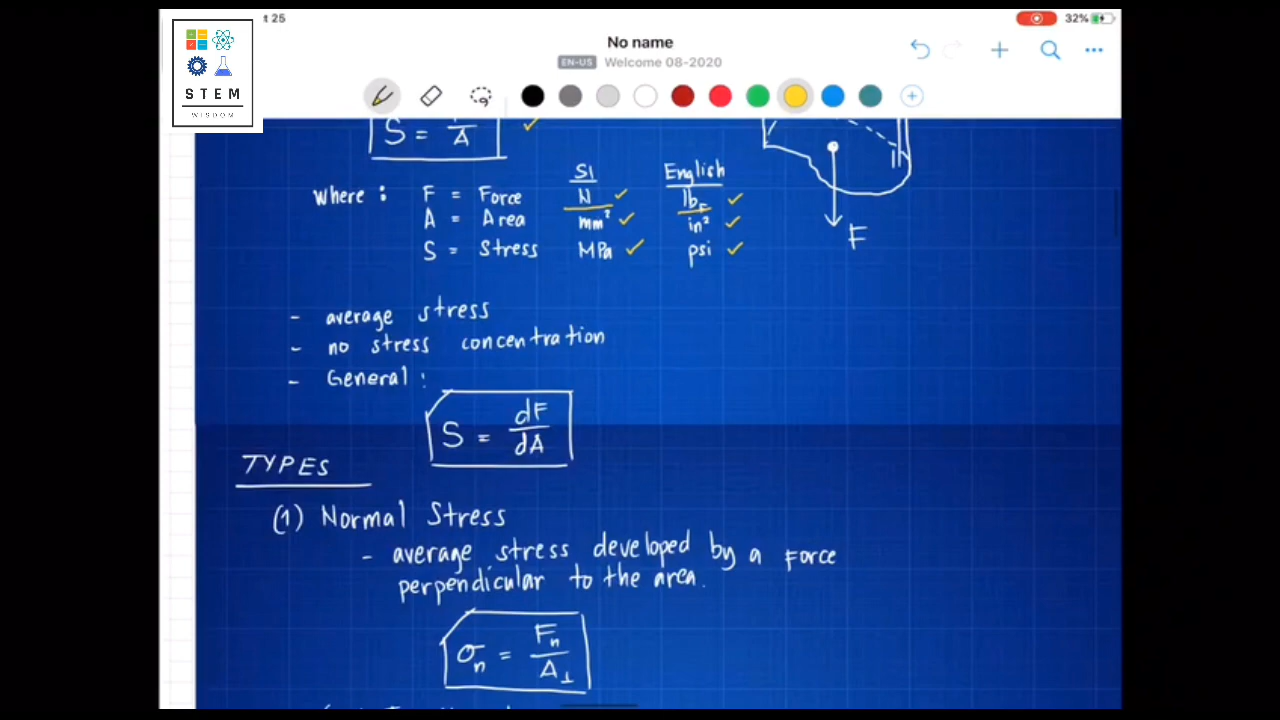 t 25
32%
No name
EN-US Welcome 08-2020
STEM
WISDOM
S = F/A
SI English
Where : F = Force N lbF
A = Area mm² in²
S = Stress MPa psi
F
- average stress
- no stress concentration
- General :
S = dF/dA
TYPES
(1) Normal Stress
- average stress developed by a Force
perpendicular to the area.
σn = Fn/A⊥